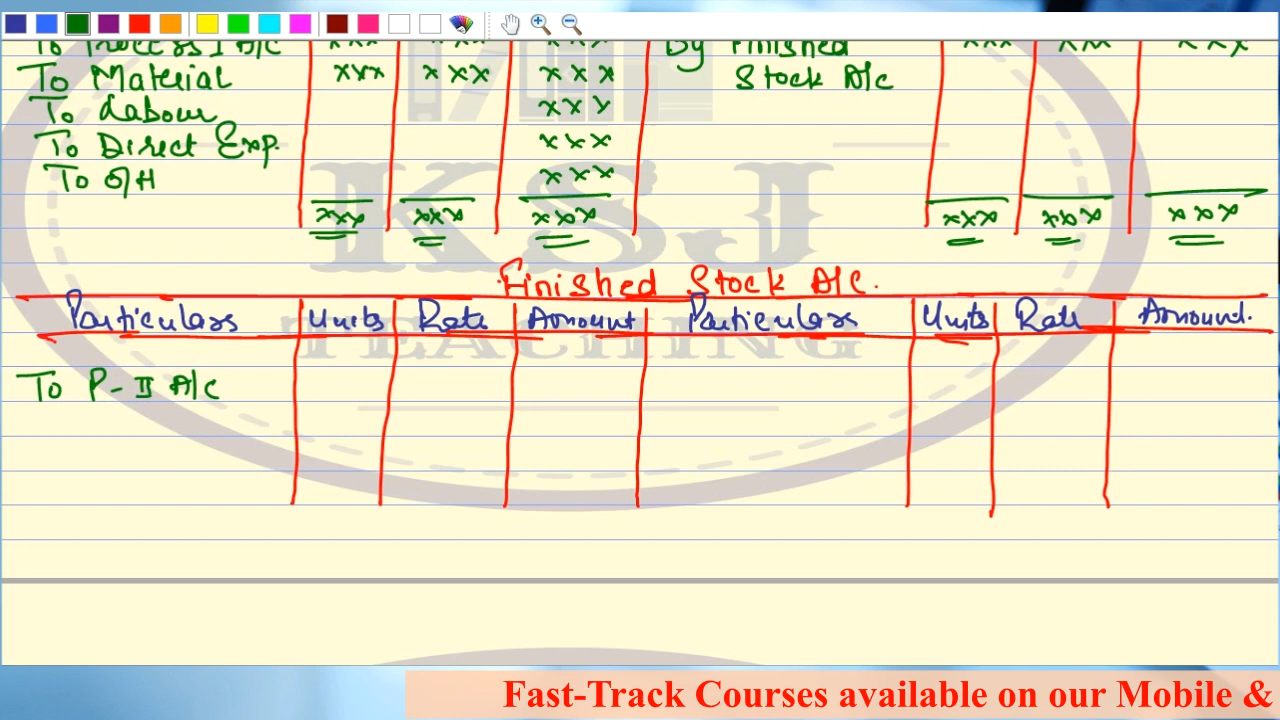 To Process I A/c xxx xxx xxx By Finished xxx xxx xxx
To Material xxx xxx xxx Stock A/c
To Labour xxx
To Direct Exp. xxx
To O/H xxx
xxx xxx xxx xxx xxx xxx
KSJ
Finished Stock A/c.
Particulars Units Rate Amount Particulars Units Rate Amount.
TEACHING
To P-II A/c
Fast-Track Courses available on our Mobile &